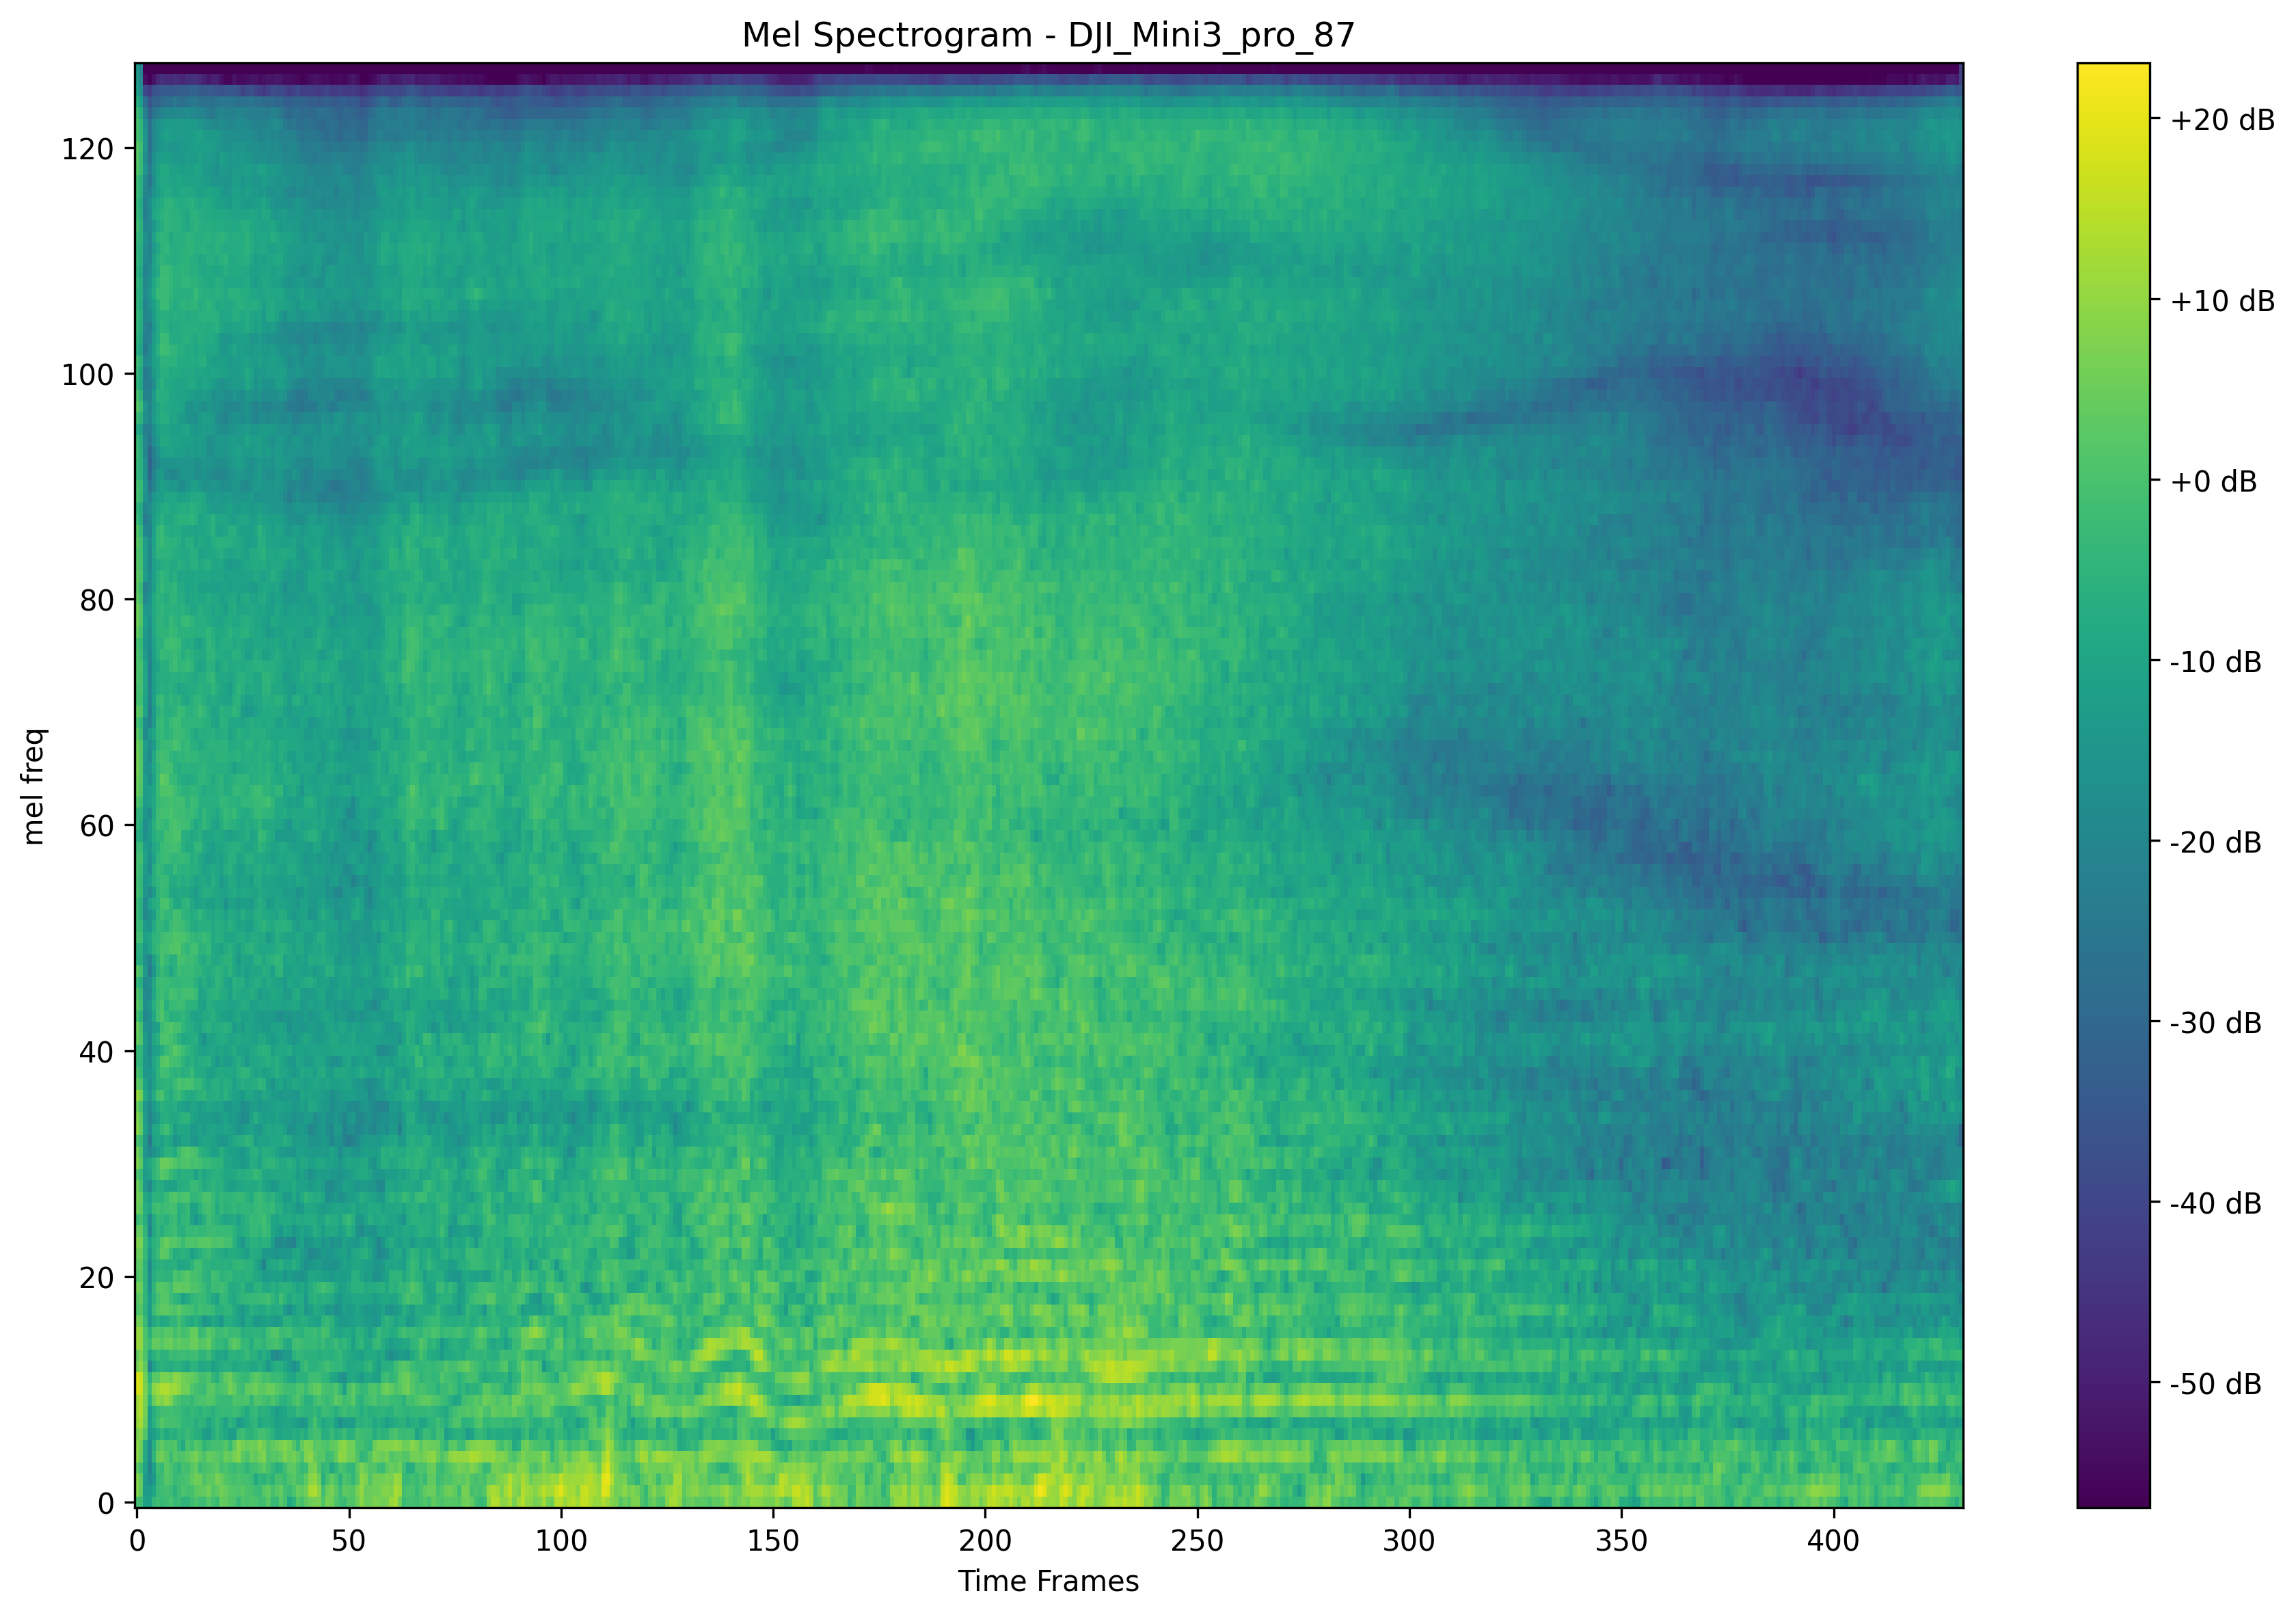 Mel Spectrogram - DJI_Mini3_pro_87
mel freq
120
100
80
60
40
20
0
0 50 100 150 200 250 300 350 400
Time Frames
+20 dB
+10 dB
+0 dB
-10 dB
-20 dB
-30 dB
-40 dB
-50 dB